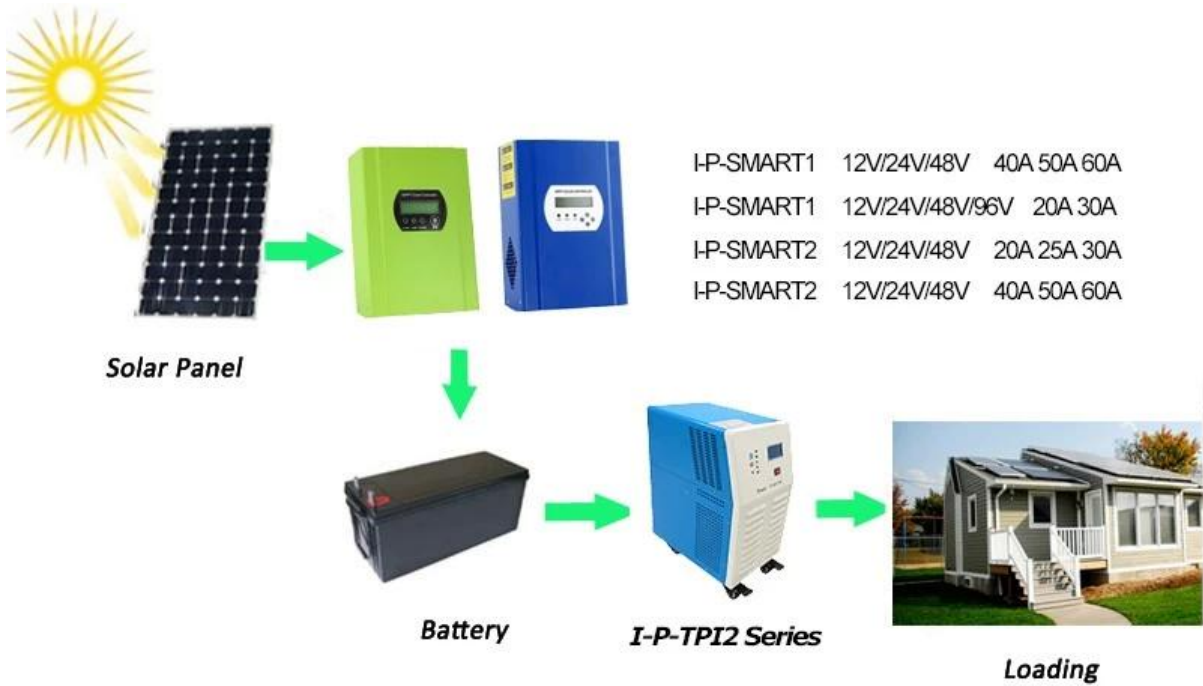 I-P-SMART1 12V/24V/48V 40A 50A 60A
I-P-SMART1 12V/24V/48V/96V 20A 30A
I-P-SMART2 12V/24V/48V 20A 25A 30A
I-P-SMART2 12V/24V/48V 40A 50A 60A
Solar Panel
Battery
I-P-TPI2 Series
Loading